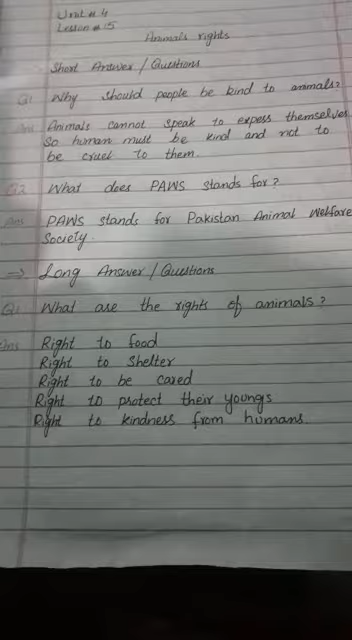 Unit # 4
Lesson # 15
Animals rights
Short Answer / Questions
Q1 Why should people be kind to animals?
Ans Animals cannot speak to expess themselves
So human must be kind and not to
be cruel to them.
Q2 What does PAWS stands for?
Ans PAWS stands for Pakistan Animal Welfare
Society.
⇒ Long Answer / Questions
Q1 What are the rights of animals?
Ans Right to food
Right to Shelter
Right to be cared
Right to protect their youngs
Right to kindness from humans.